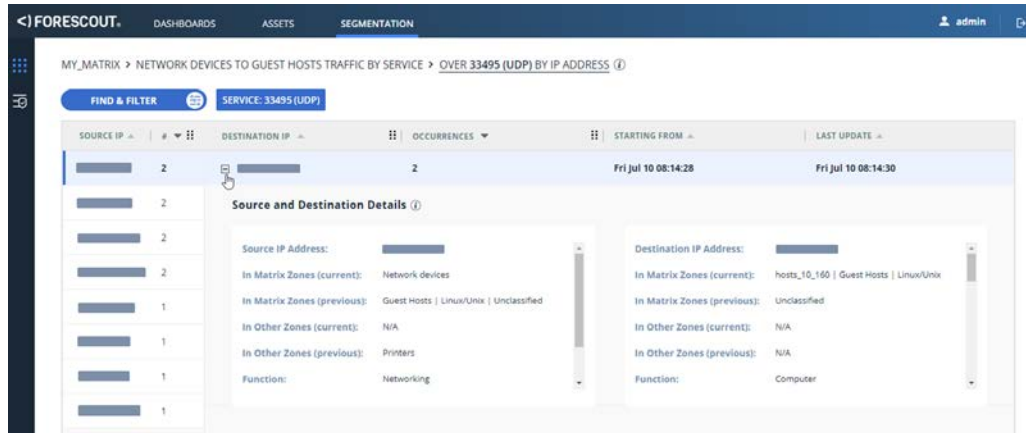 <) FORESCOUT. DASHBOARDS ASSETS SEGMENTATION admin
MY_MATRIX > NETWORK DEVICES TO GUEST HOSTS TRAFFIC BY SERVICE > OVER 33495 (UDP) BY IP ADDRESS i
FIND & FILTER SERVICE: 33495 (UDP)
SOURCE IP # DESTINATION IP OCCURRENCES STARTING FROM LAST UPDATE
2 2 Fri Jul 10 08:14:28 Fri Jul 10 08:14:30
2
Source and Destination Details i
2
Source IP Address: Destination IP Address:
2 In Matrix Zones (current): Network devices In Matrix Zones (current): hosts_10_160 | Guest Hosts | Linux/Unix
1 In Matrix Zones (previous): Guest Hosts | Linux/Unix | Unclassified In Matrix Zones (previous): Unclassified
In Other Zones (current): N/A In Other Zones (current): N/A
1
In Other Zones (previous): Printers In Other Zones (previous): N/A
1 Function: Networking Function: Computer
1